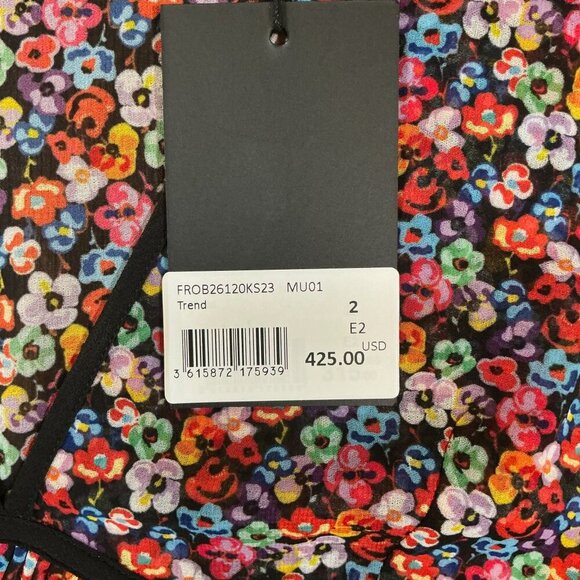 FROB26120KS23 MU01
Trend
2
E2
USD
425.00
3 615872 175939